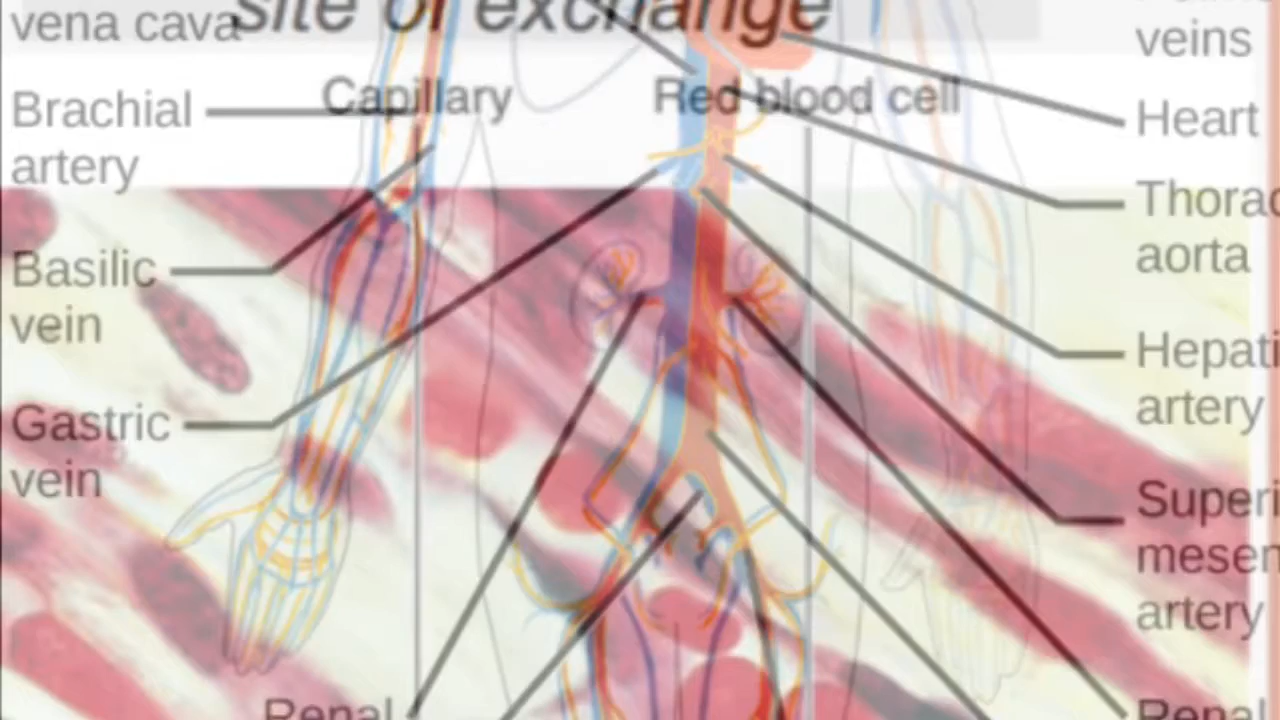 site of exchange
vena cava
veins
Capillary
Red blood cell
Brachial
artery
Heart
aorta
Basilic
vein
artery
Gastric
vein
artery
Renal
Renal